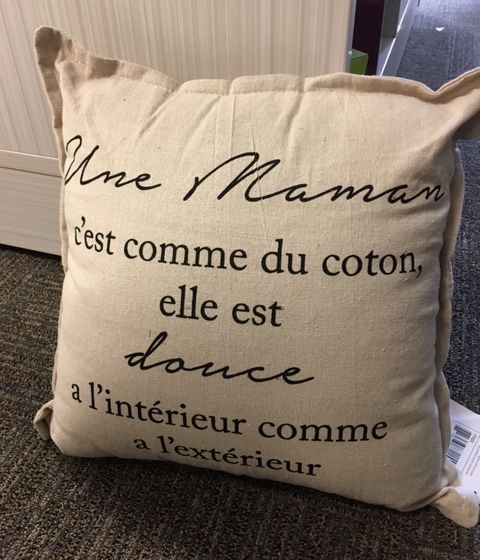 Une Maman
c'est comme du coton,
elle est
douce
a l'intérieur comme
a l'extérieur